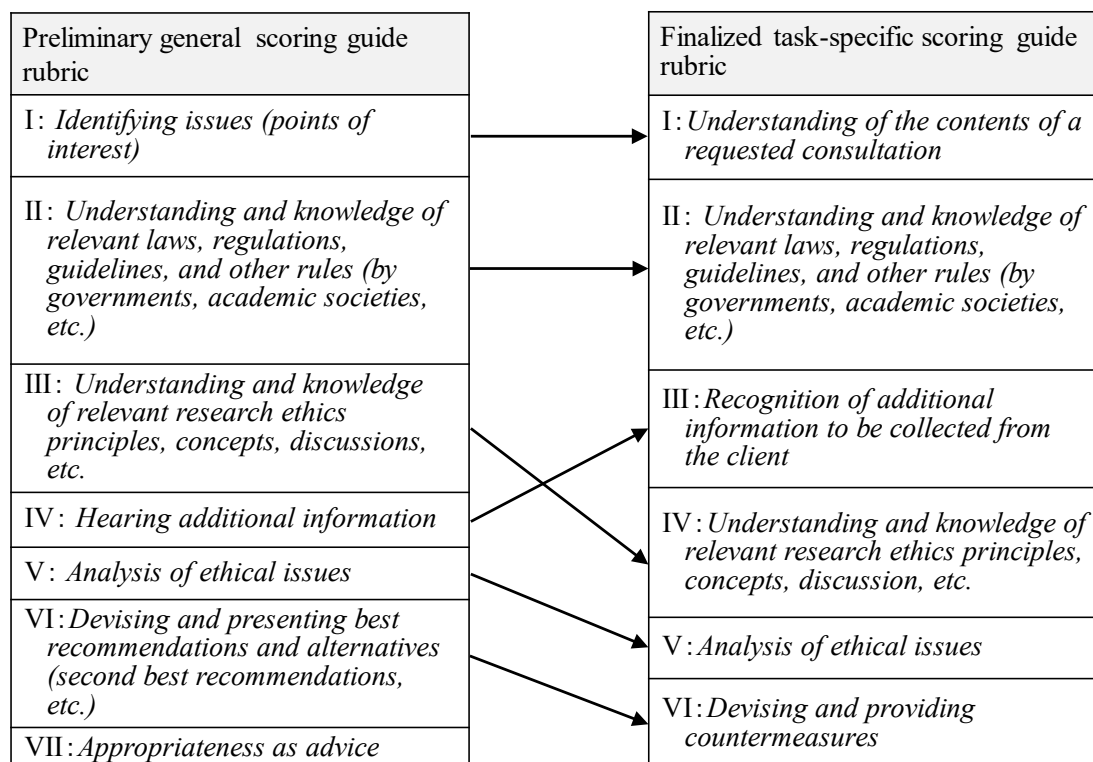 Preliminary general scoring guide
rubric
I: Identifying issues (points of
interest)
II: Understanding and knowledge of
relevant laws, regulations,
guidelines, and other rules (by
governments, academic societies,
etc.)
III: Understanding and knowledge
of relevant research ethics
principles, concepts, discussions,
etc.
IV: Hearing additional information
V: Analysis of ethical issues
VI: Devising and presenting best
recommendations and alternatives
(second best recommendations,
etc.)
VII: Appropriateness as advice
Finalized task-specific scoring guide
rubric
I: Understanding of the contents of a
requested consultation
II: Understanding and knowledge of
relevant laws, regulations,
guidelines, and other rules (by
governments, academic societies,
etc.)
III: Recognition of additional
information to be collected from
the client
IV: Understanding and knowledge of
relevant research ethics principles,
concepts, discussion, etc.
V: Analysis of ethical issues
VI: Devising and providing
countermeasures